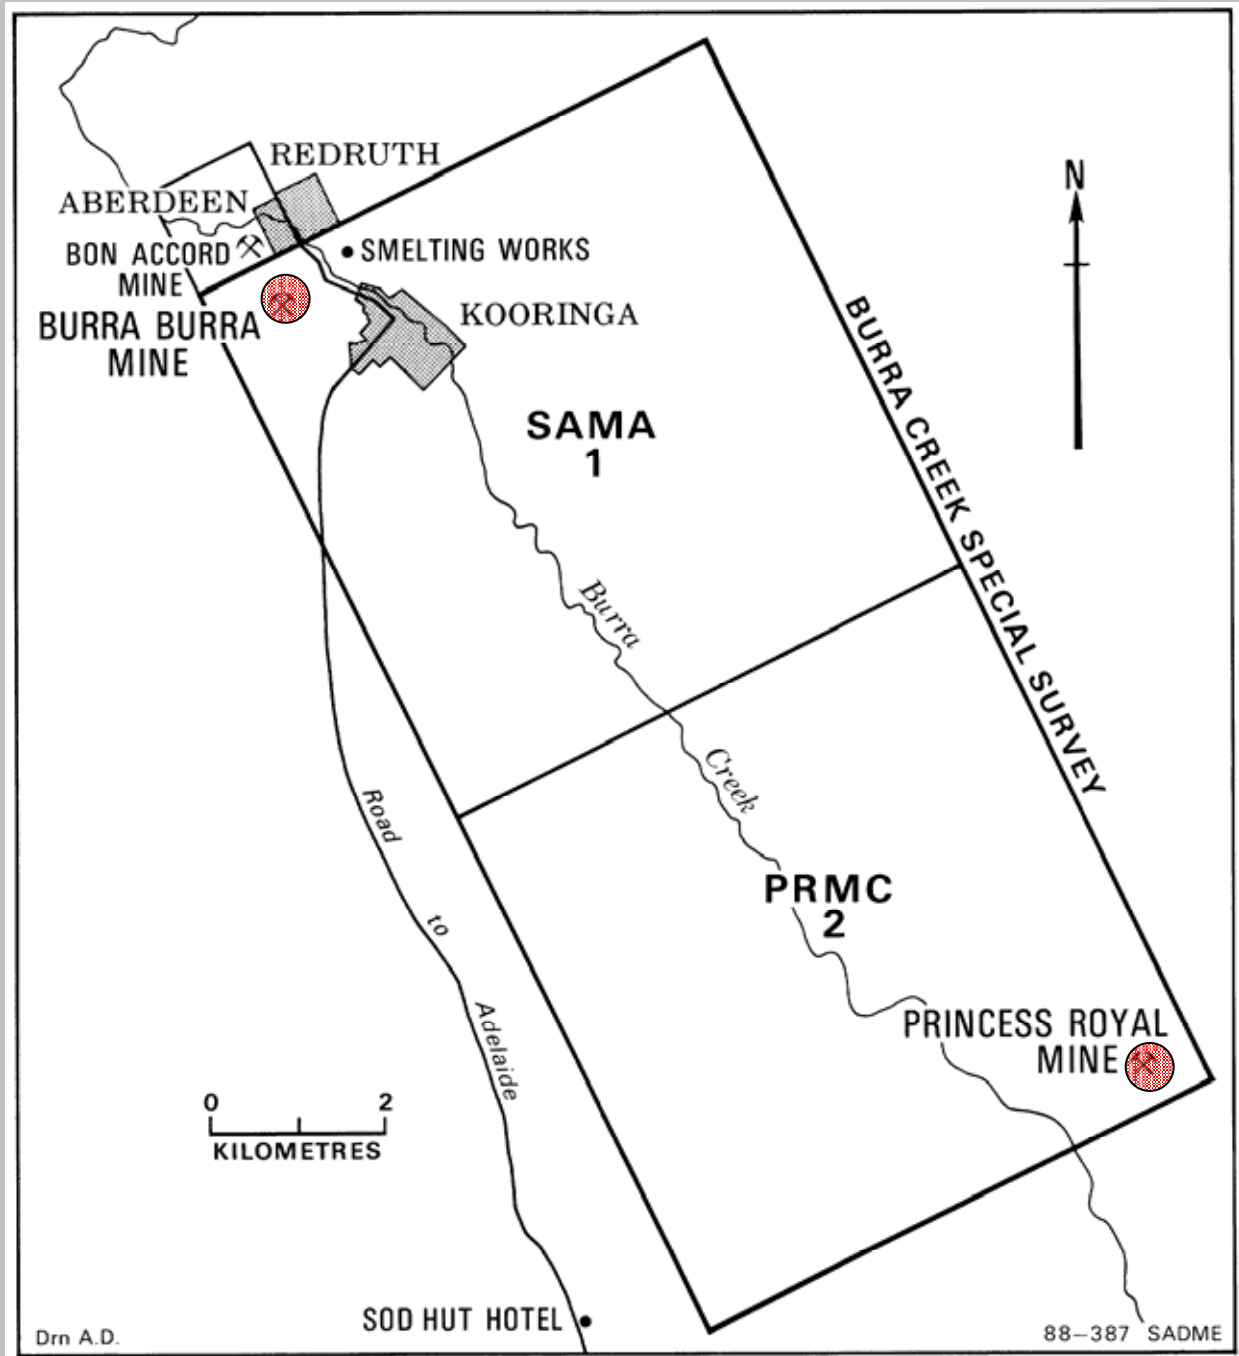 REDRUTH
ABERDEEN
BON ACCORD
MINE
SMELTING WORKS
BURRA BURRA
MINE
KOORINGA
N
SAMA
1
BURRA CREEK SPECIAL SURVEY
Burra
Creek
Road to Adelaide
PRMC
2
PRINCESS ROYAL
MINE
0 2
KILOMETRES
SOD HUT HOTEL
Drn A.D.
88–387 SADME